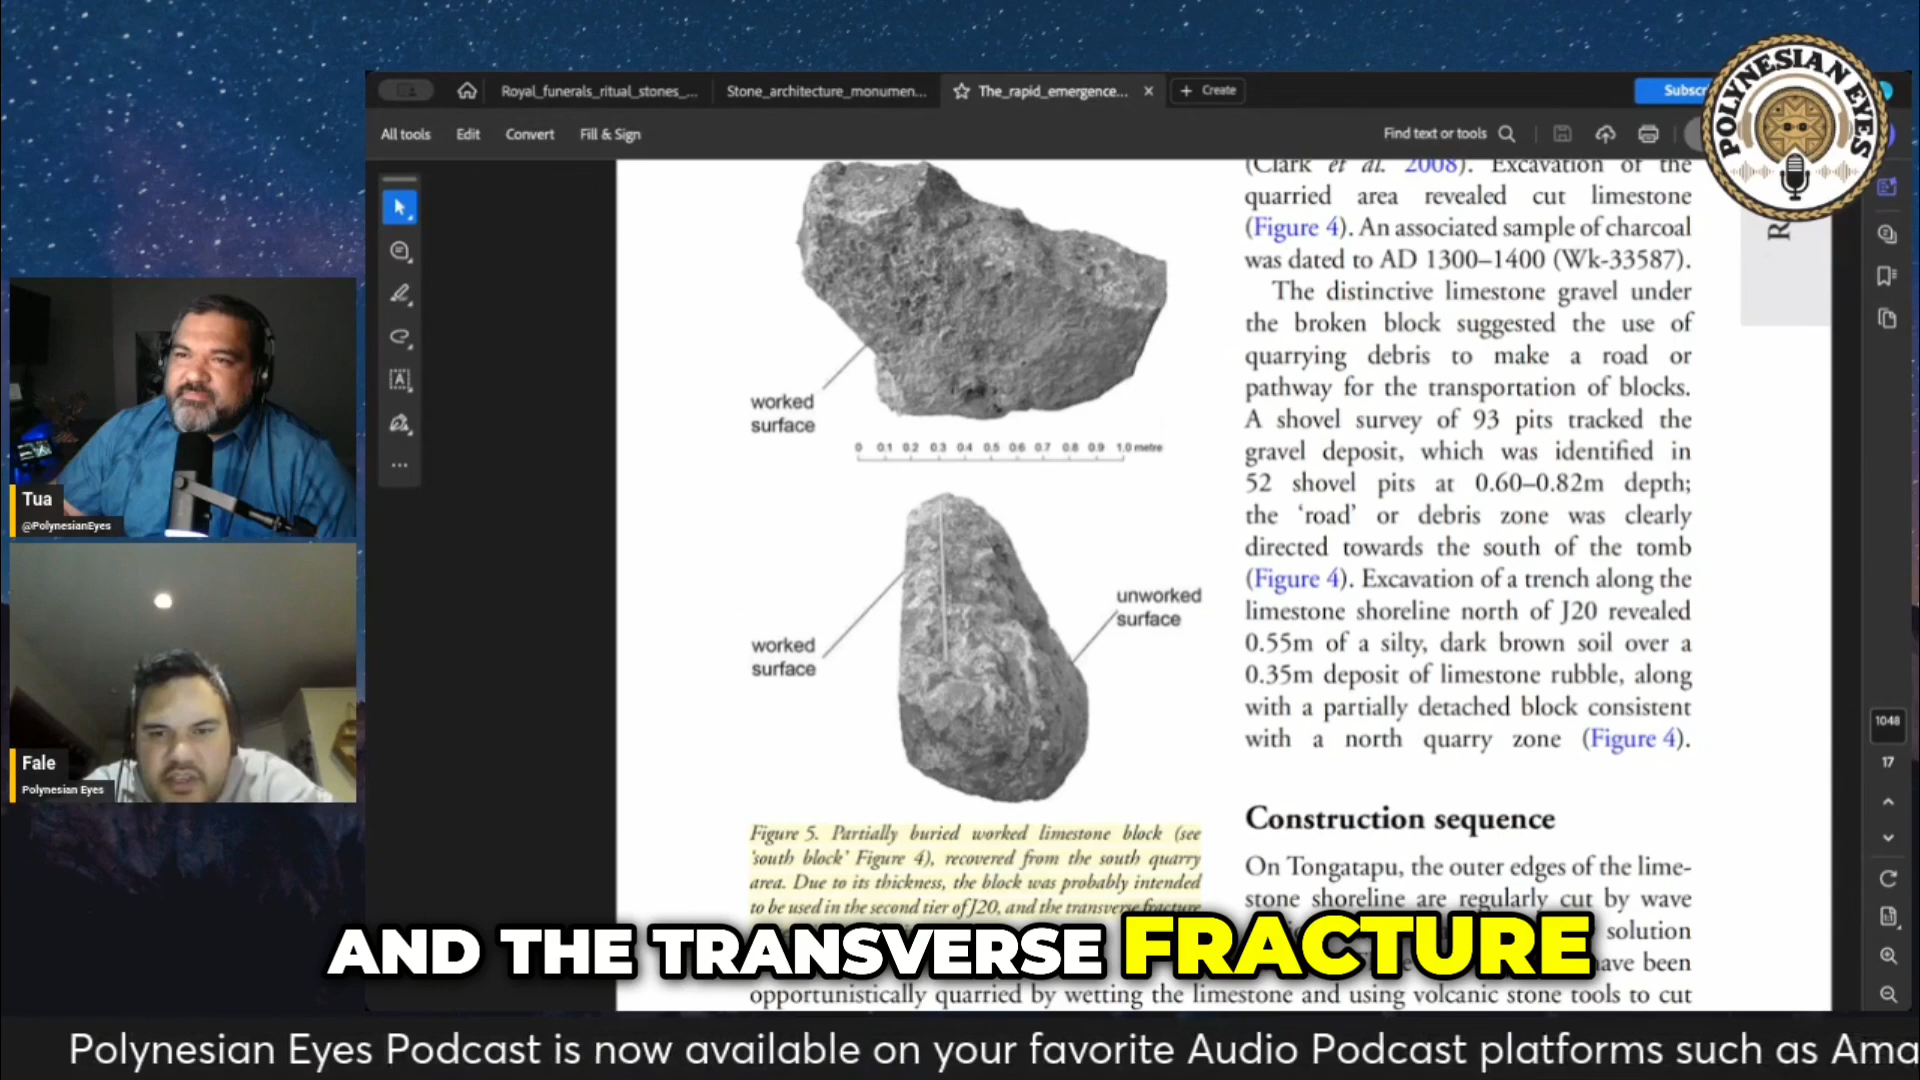 POLYNESIAN EYES
Royal_funerals_ritual_stones_...
Stone_architecture_monumen...
The_rapid_emergence...
Create
All tools
Edit
Convert
Fill & Sign
Find text or tools
(Clark et al. 2008). Excavation of the
quarried area revealed cut limestone
(Figure 4). An associated sample of charcoal
was dated to AD 1300–1400 (Wk-33587).
The distinctive limestone gravel under
the broken block suggested the use of
quarrying debris to make a road or
pathway for the transportation of blocks.
A shovel survey of 93 pits tracked the
gravel deposit, which was identified in
52 shovel pits at 0.60–0.82m depth;
the ‘road’ or debris zone was clearly
directed towards the south of the tomb
(Figure 4). Excavation of a trench along the
limestone shoreline north of J20 revealed
0.55m of a silty, dark brown soil over a
0.35m deposit of limestone rubble, along
with a partially detached block consistent
with a north quarry zone (Figure 4).
Construction sequence
On Tongatapu, the outer edges of the lime-
stone shoreline are regularly cut by wave
solution
have been
opportunistically quarried by wetting the limestone and using volcanic stone tools to cut
worked
surface
0 0.1 0.2 0.3 0.4 0.5 0.6 0.7 0.8 0.9 1.0 metre
worked
surface
unworked
surface
Figure 5. Partially buried worked limestone block (see
‘south block’ Figure 4), recovered from the south quarry
area. Due to its thickness, the block was probably intended
to be used in the second tier of J20, and the transverse fracture
R
1048
17
Tua
@PolynesianEyes
Fale
Polynesian Eyes
AND THE TRANSVERSE FRACTURE
Polynesian Eyes Podcast is now available on your favorite Audio Podcast platforms such as Ama